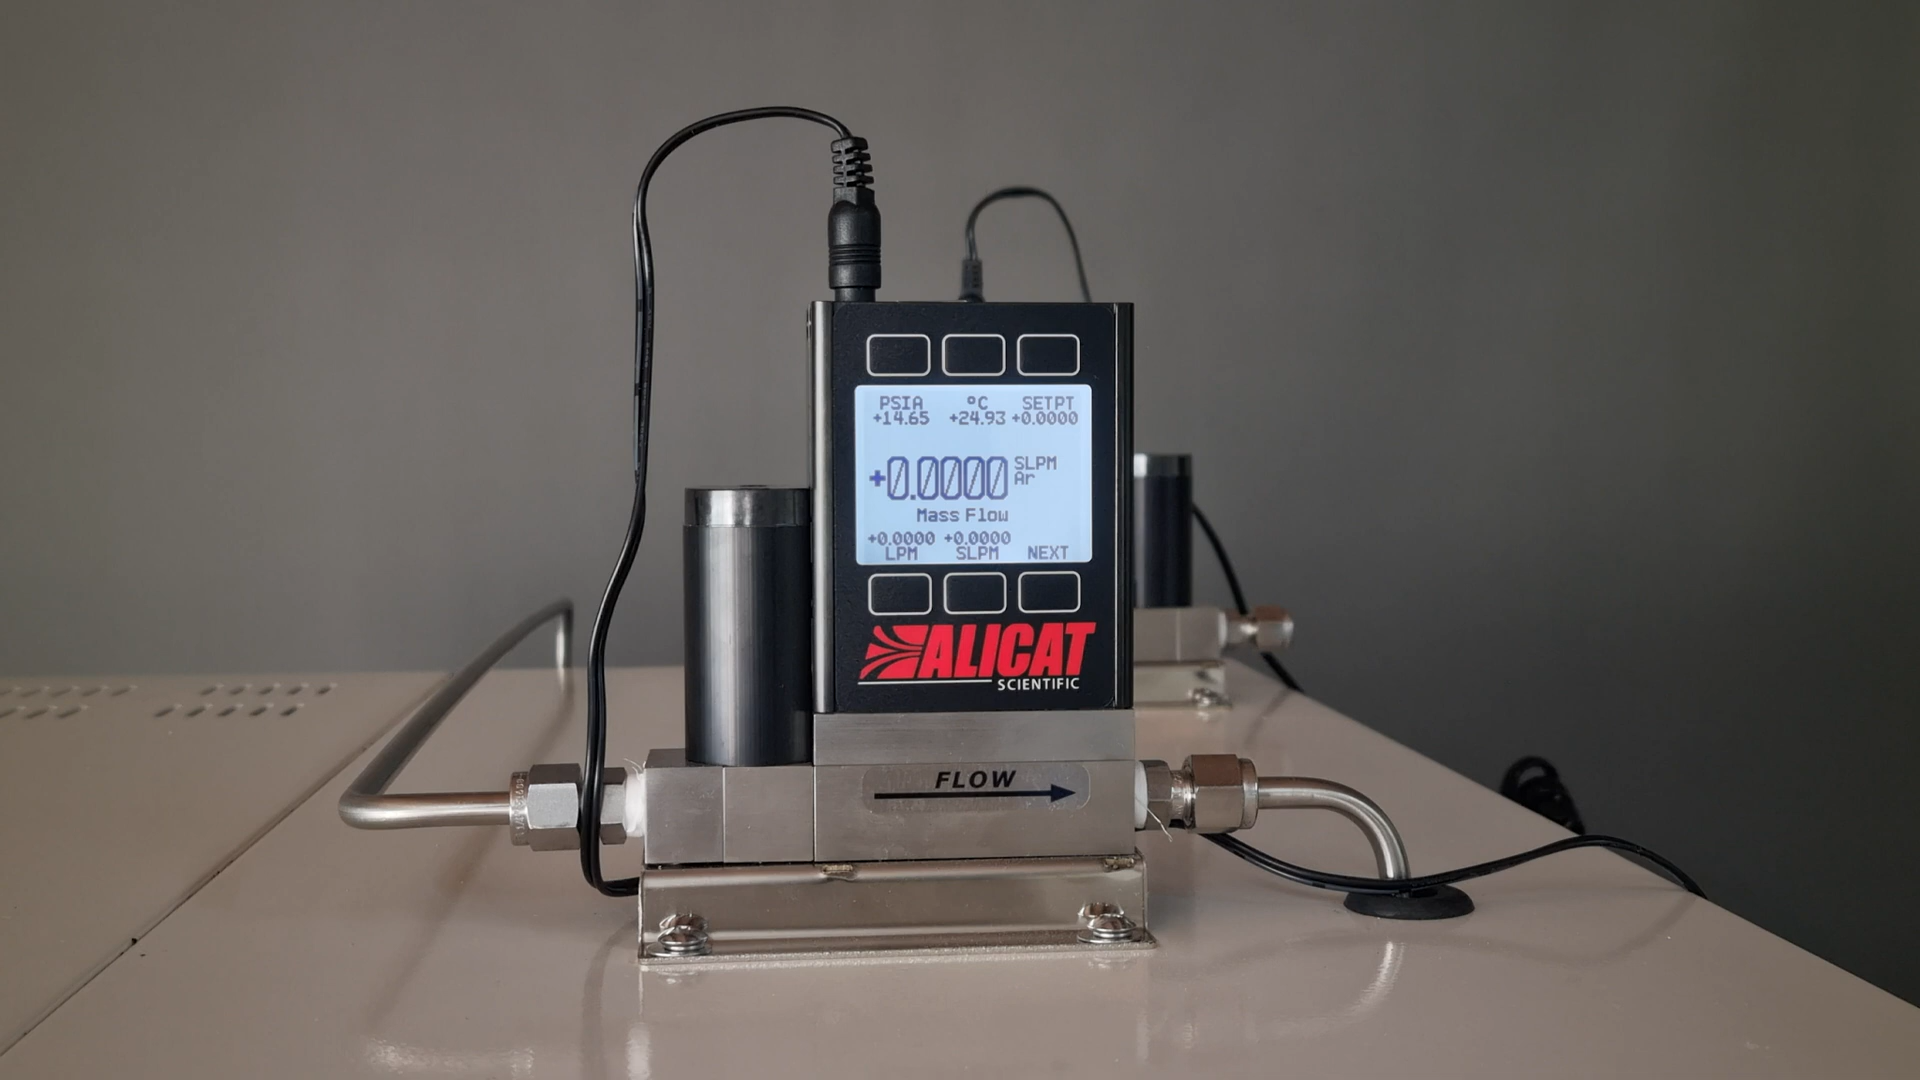 PSIA °C SETPT
+14.65 +24.93 +0.0000
+0.0000 SLPM
Ar
Mass Flow
+0.0000 +0.0000
LPM SLPM NEXT
ALICAT
SCIENTIFIC
FLOW